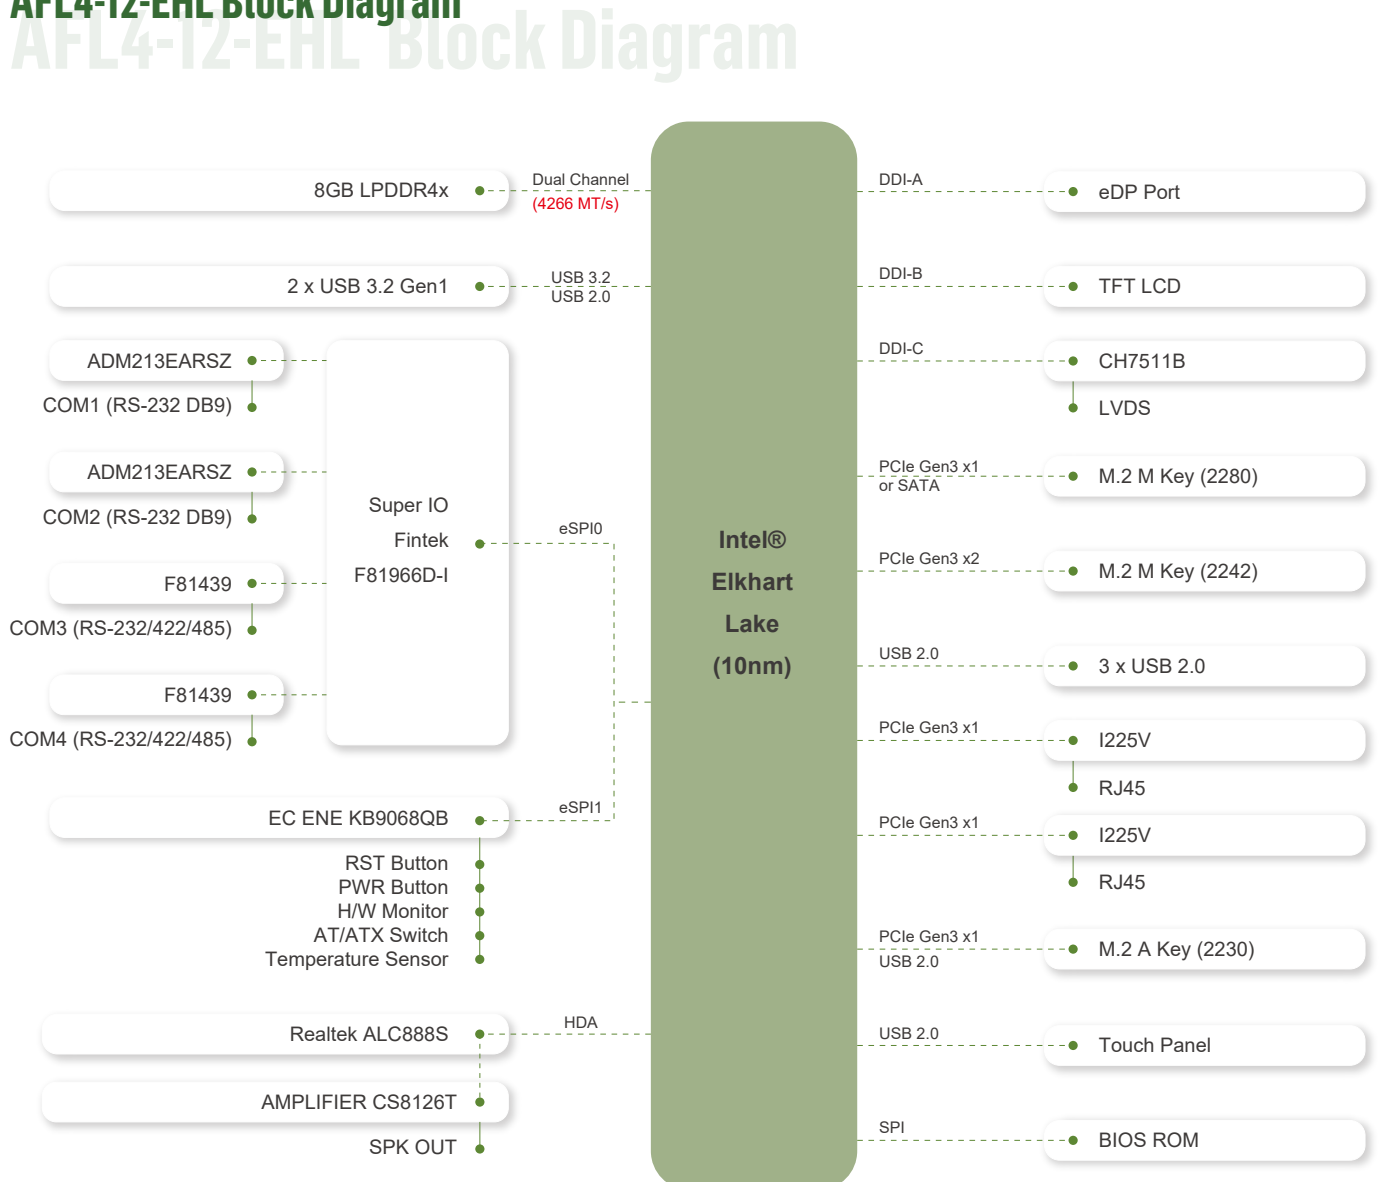 AFL4-12-EHL Block Diagram
AFL4-12-EHL Block Diagram
8GB LPDDR4x
Dual Channel
(4266 MT/s)
2 x USB 3.2 Gen1
USB 3.2
USB 2.0
ADM213EARSZ
COM1 (RS-232 DB9)
ADM213EARSZ
COM2 (RS-232 DB9)
F81439
COM3 (RS-232/422/485)
F81439
COM4 (RS-232/422/485)
Super IO
Fintek
F81966D-I
eSPI0
EC ENE KB9068QB
eSPI1
RST Button
PWR Button
H/W Monitor
AT/ATX Switch
Temperature Sensor
Realtek ALC888S
HDA
AMPLIFIER CS8126T
SPK OUT
Intel®
Elkhart
Lake
(10nm)
DDI-A
eDP Port
DDI-B
TFT LCD
DDI-C
CH7511B
LVDS
PCIe Gen3 x1
or SATA
M.2 M Key (2280)
PCIe Gen3 x2
M.2 M Key (2242)
USB 2.0
3 x USB 2.0
PCIe Gen3 x1
I225V
RJ45
PCIe Gen3 x1
I225V
RJ45
PCIe Gen3 x1
USB 2.0
M.2 A Key (2230)
USB 2.0
Touch Panel
SPI
BIOS ROM